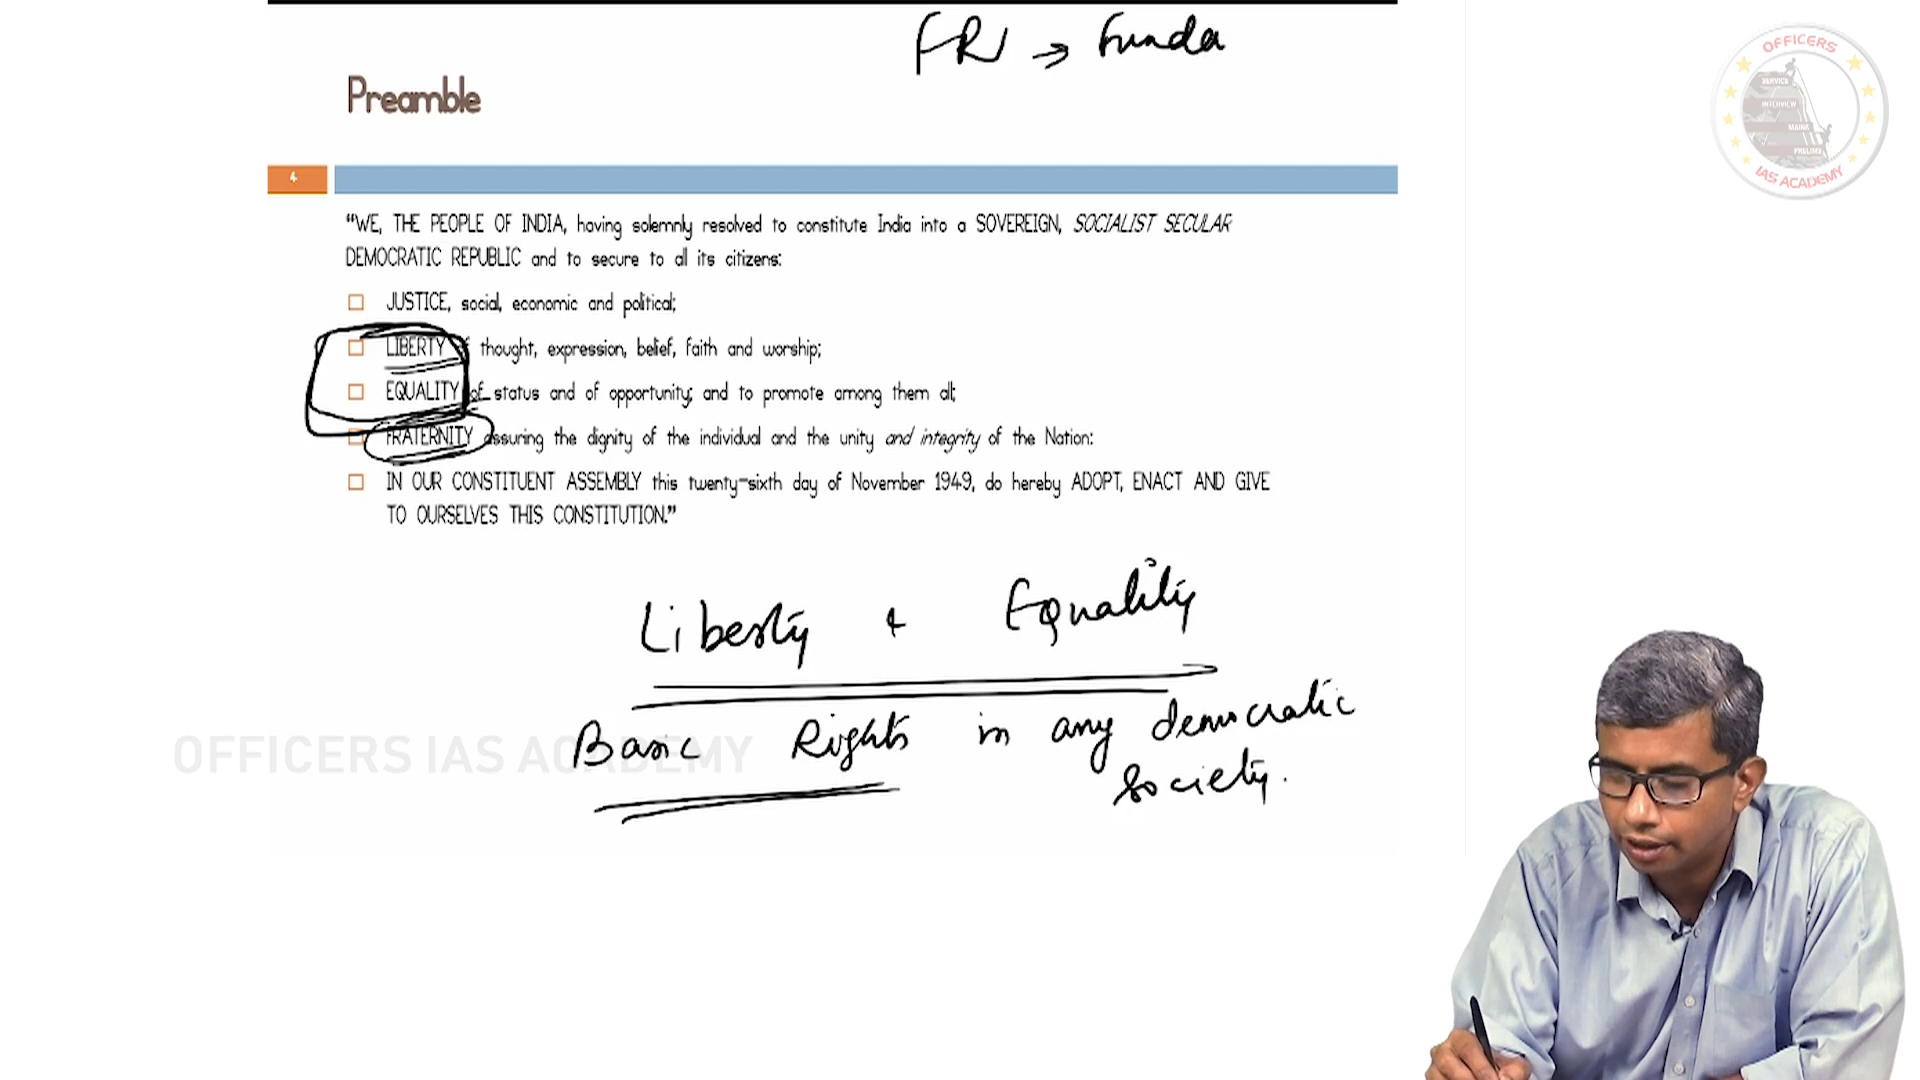 FR → Funda
Preamble
4
“WE, THE PEOPLE OF INDIA, having solemnly resolved to constitute India into a SOVEREIGN, SOCIALIST SECULAR
DEMOCRATIC REPUBLIC and to secure to all its citizens:
JUSTICE, social, economic and political;
LIBERTY of thought, expression, belief, faith and worship;
EQUALITY of status and of opportunity; and to promote among them all;
FRATERNITY assuring the dignity of the individual and the unity and integrity of the Nation:
IN OUR CONSTITUENT ASSEMBLY this twenty-sixth day of November 1949, do hereby ADOPT, ENACT AND GIVE
TO OURSELVES THIS CONSTITUTION.”
Liberty & Equality
Basic Rights in any democratic
society.
OFFICERS IAS ACADEMY
OFFICERS
SERVICE
INTERVIEW
MAINS
PRELIMS
IAS ACADEMY